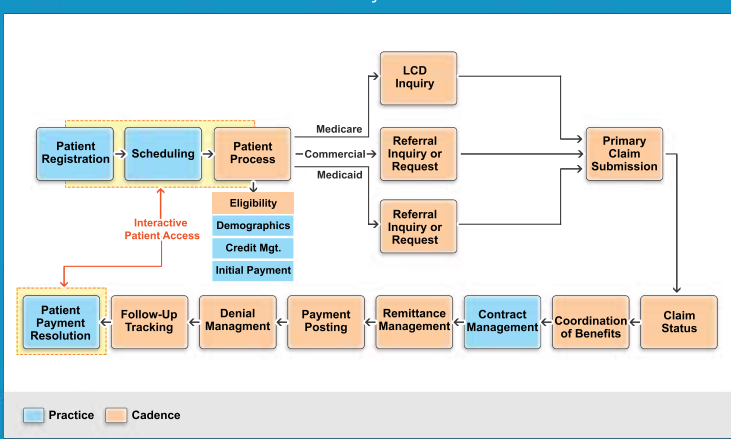 LCD
Inquiry
Medicare
Patient
Registration
Scheduling
Patient
Process
Commercial
Referral
Inquiry or
Request
Primary
Claim
Submission
Medicaid
Eligibility
Demographics
Credit Mgt.
Initial Payment
Interactive
Patient Access
Referral
Inquiry or
Request
Patient
Payment
Resolution
Follow-Up
Tracking
Denial
Managment
Payment
Posting
Remittance
Management
Contract
Management
Coordination
of Benefits
Claim
Status
Practice
Cadence